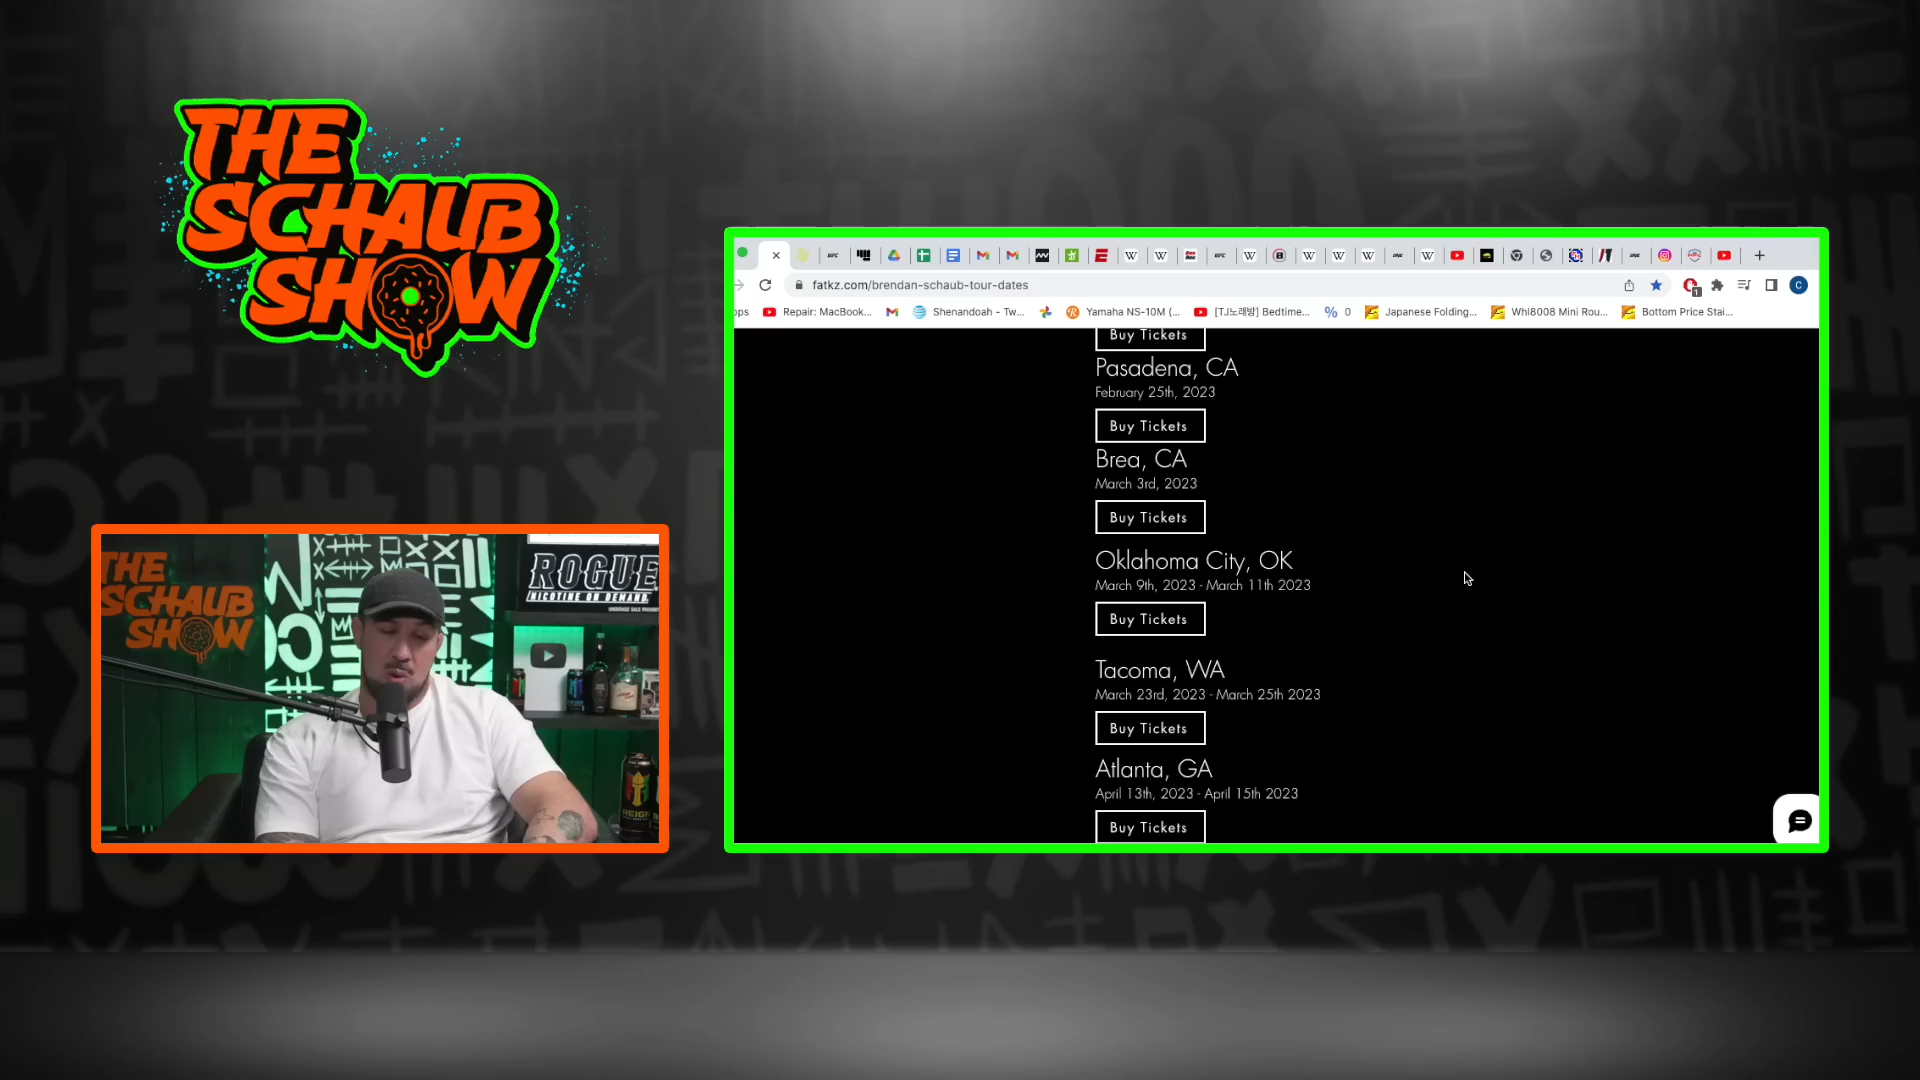 THE
SCHAUB
SHOW
fatkz.com/brendan-schaub-tour-dates
ops
Repair: MacBook...
Shenandoah - Tw...
Yamaha NS-10M (...
[TJ노래방] Bedtime...
0
Japanese Folding...
Whl8008 Mini Rou...
Bottom Price Stai...
Buy Tickets
Pasadena, CA
February 25th, 2023
Buy Tickets
Brea, CA
March 3rd, 2023
Buy Tickets
Oklahoma City, OK
March 9th, 2023 - March 11th 2023
Buy Tickets
Tacoma, WA
March 23rd, 2023 - March 25th 2023
Buy Tickets
Atlanta, GA
April 13th, 2023 - April 15th 2023
Buy Tickets
THE
SCHAUB
SHOW
ROGUE
NICOTINE ON DEMAND.
REIGN